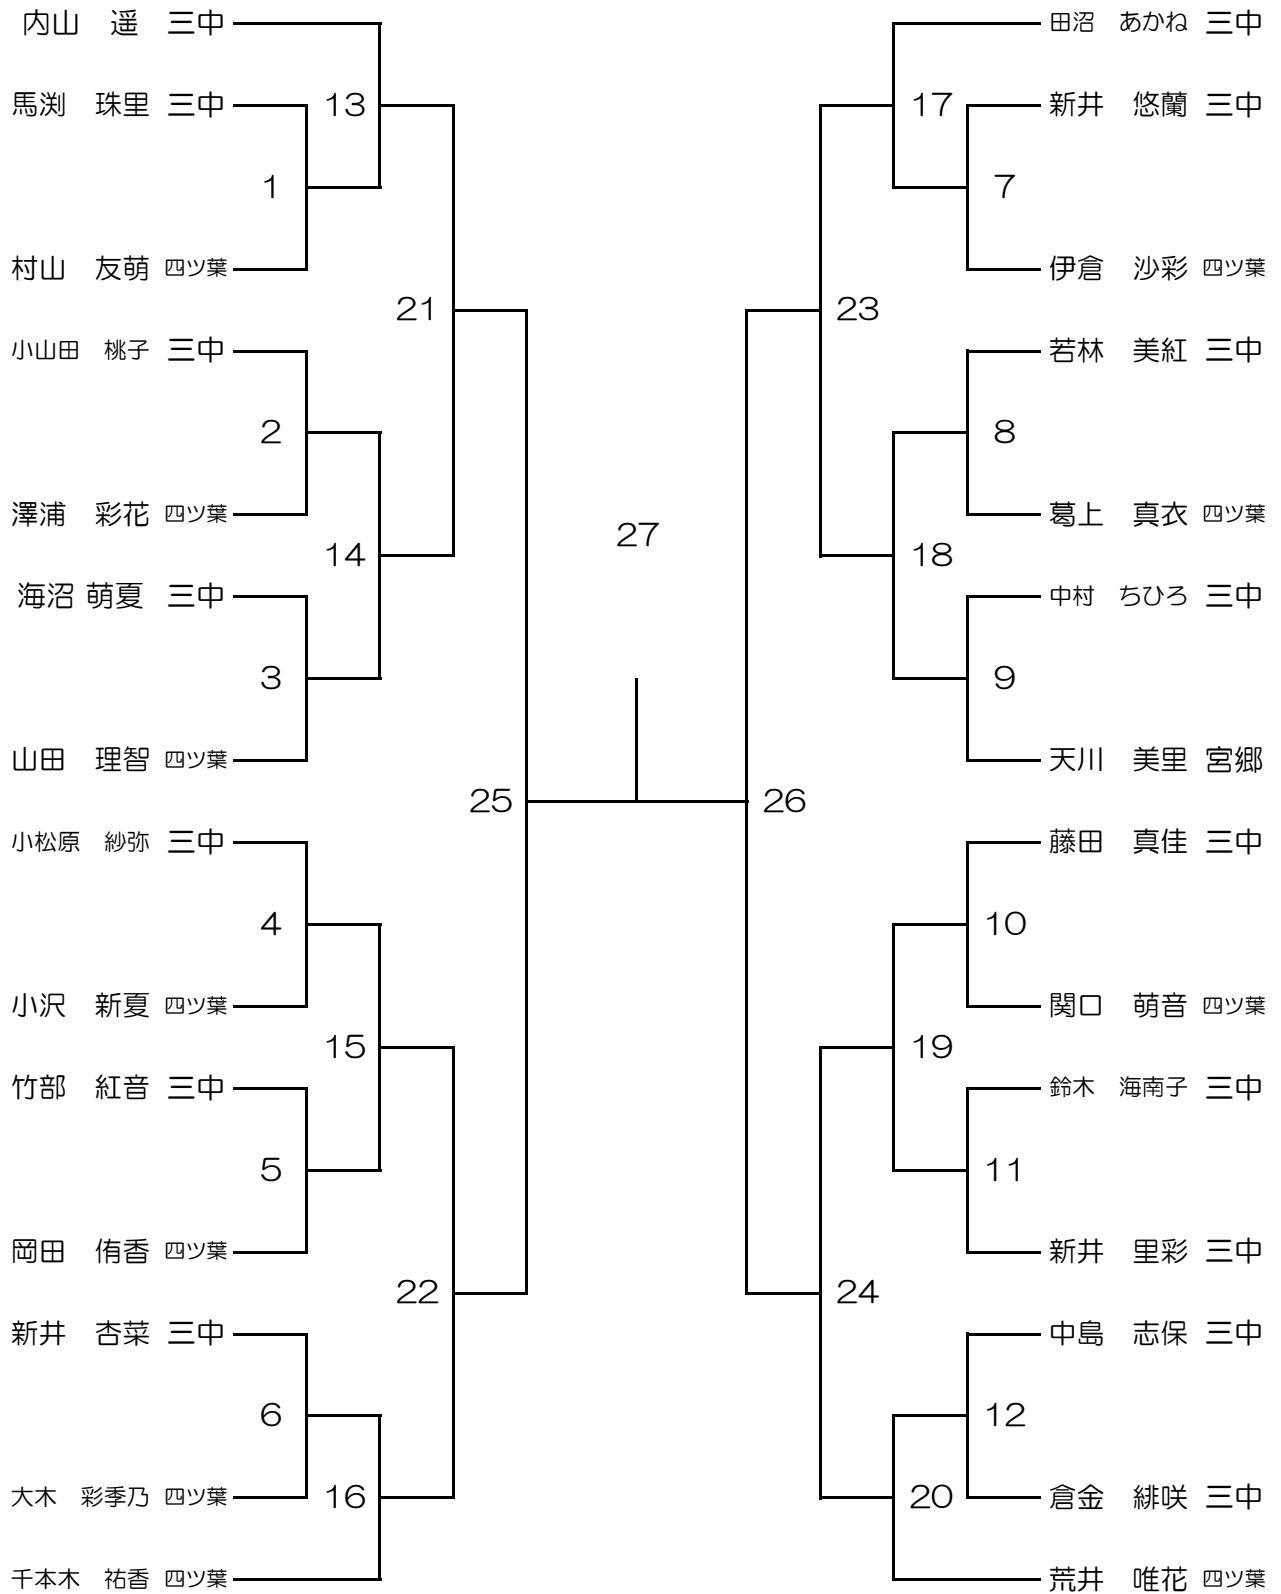 内山　遥　三中
馬渕　珠里　三中
13
1
村山　友萌　四ツ葉
21
小山田　桃子　三中
2
澤浦　彩花　四ツ葉
14
海沼 萌夏　三中
3
山田　理智　四ツ葉
25
小松原　紗弥　三中
4
小沢　新夏　四ツ葉
15
竹部　紅音　三中
5
岡田　侑香　四ツ葉
22
新井　杏菜　三中
6
大木　彩季乃　四ツ葉
16
千本木　祐香　四ツ葉
27
田沼　あかね　三中
17
新井　悠蘭　三中
7
伊倉　沙彩　四ツ葉
23
若林　美紅　三中
8
葛上　真衣　四ツ葉
18
中村　ちひろ　三中
9
天川　美里　宮郷
26
藤田　真佳　三中
10
関口　萌音　四ツ葉
19
鈴木　海南子　三中
11
新井　里彩　三中
24
中島　志保　三中
12
倉金　緋咲　三中
20
荒井　唯花　四ツ葉